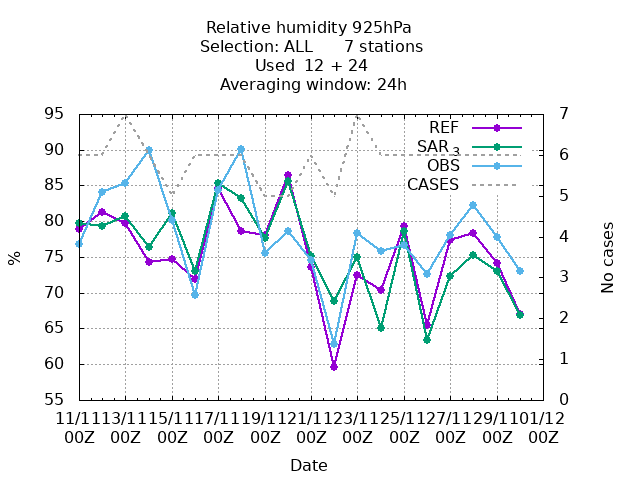 Relative humidity 925hPa
Selection: ALL 7 stations
Used 12 + 24
Averaging window: 24h
95
90
85
80
75
70
65
60
55
%
7
6
5
4
3
2
1
0
No cases
REF
SAR 3
OBS
CASES
11/11 13/11 15/11 17/11 19/11 21/11 23/11 25/11 27/11 29/11 01/12
00Z 00Z 00Z 00Z 00Z 00Z 00Z 00Z 00Z 00Z 00Z
Date